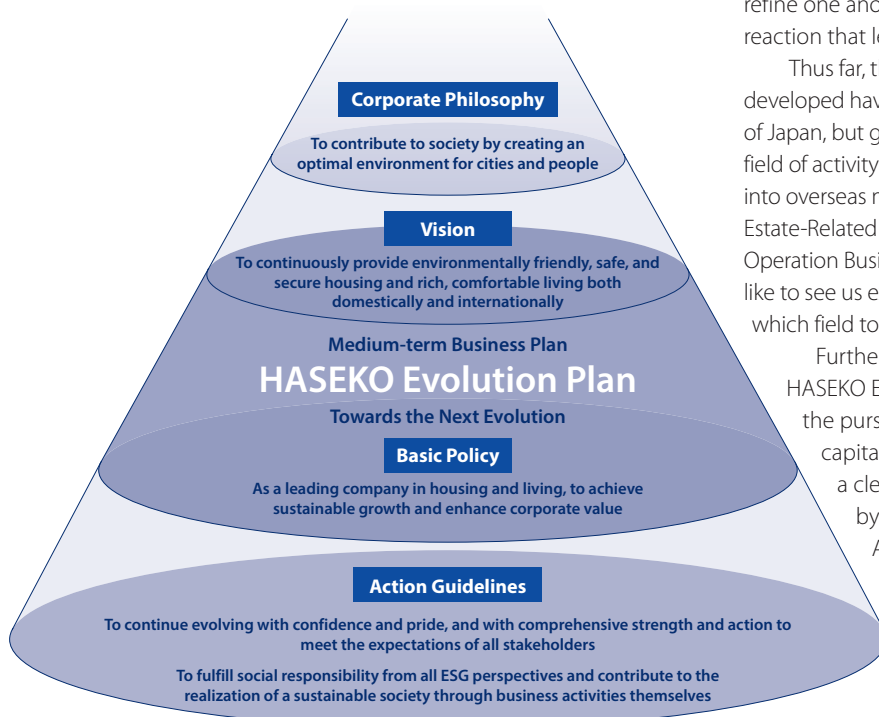 Corporate Philosophy
To contribute to society by creating an
optimal environment for cities and people
Vision
To continuously provide environmentally friendly, safe, and
secure housing and rich, comfortable living both
domestically and internationally
Medium-term Business Plan
HASEKO Evolution Plan
Towards the Next Evolution
Basic Policy
As a leading company in housing and living, to achieve
sustainable growth and enhance corporate value
Action Guidelines
To continue evolving with confidence and pride, and with comprehensive strength and action to
meet the expectations of all stakeholders
To fulfill social responsibility from all ESG perspectives and contribute to the
realization of a sustainable society through business activities themselves
refine one ano
reaction that le
Thus far, t
developed hav
of Japan, but g
field of activity
into overseas
Estate-Related
Operation Busi
like to see us e
which field to
Furthe
HASEKO E
the purs
capita
a cle
by
A